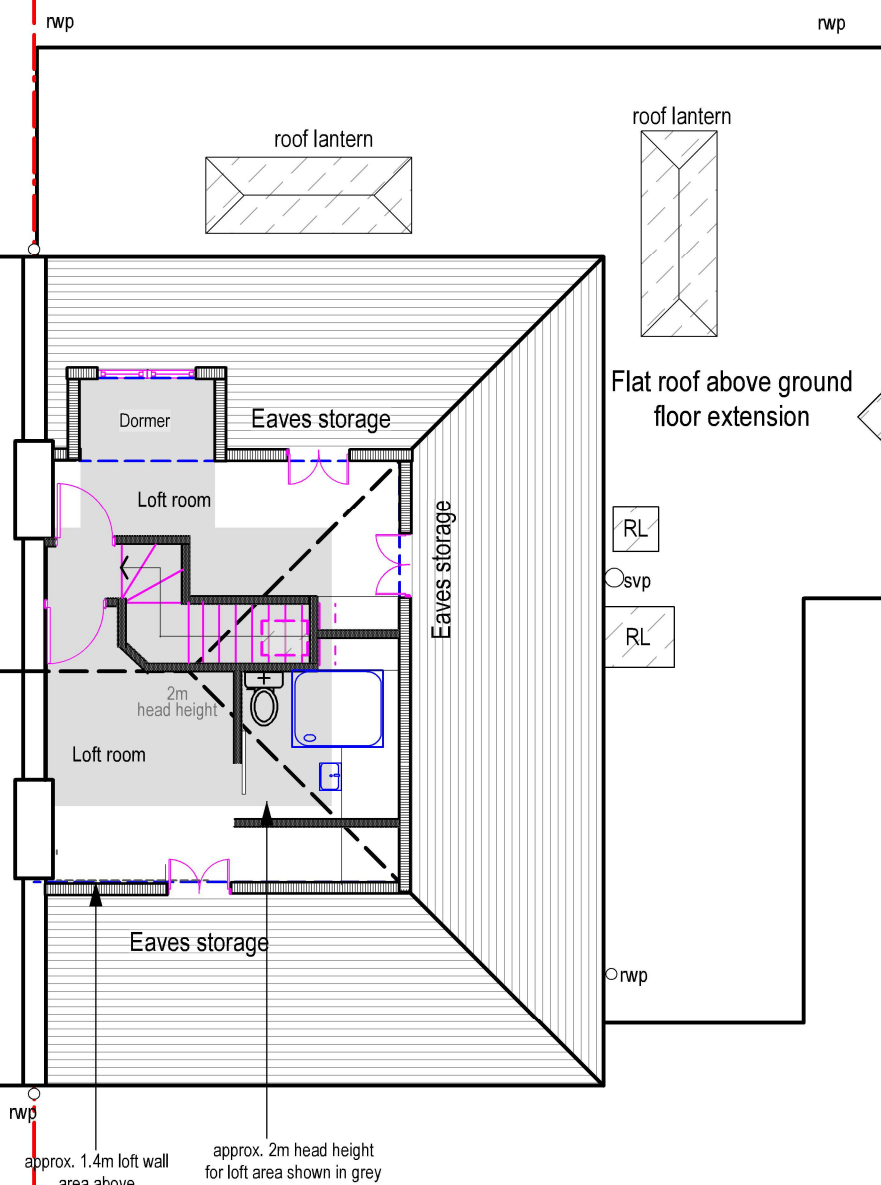 rwp
rwp
roof lantern
roof lantern
Flat roof above ground
floor extension
Dormer
Eaves storage
Loft room
Eaves storage
RL
svp
RL
2m
head height
Loft room
Eaves storage
rwp
rwp
approx. 1.4m loft wall
area above
approx. 2m head height
for loft area shown in grey